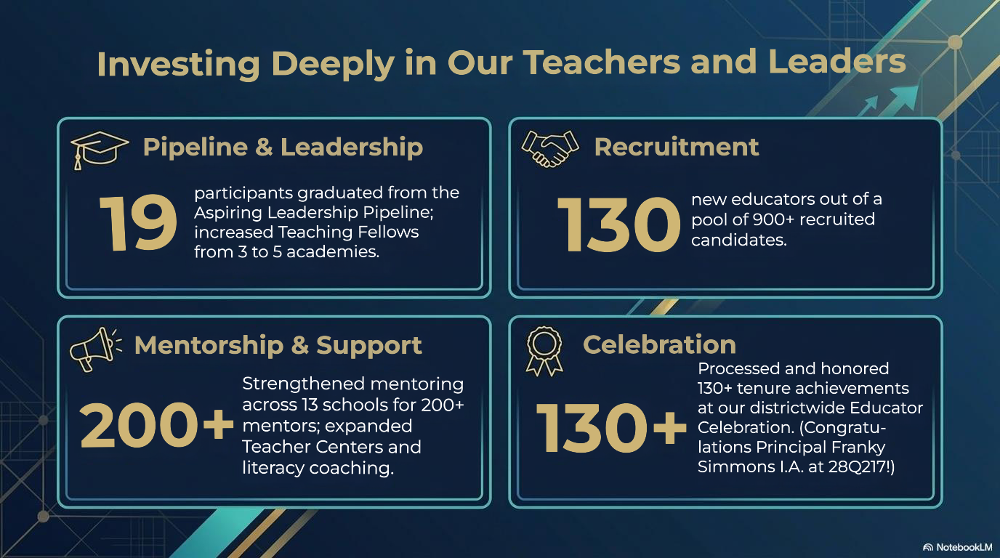 Investing Deeply in Our Teachers and Leaders
Pipeline & Leadership
19
participants graduated from the
Aspiring Leadership Pipeline;
increased Teaching Fellows
from 3 to 5 academies.
Recruitment
130
new educators out of a
pool of 900+ recruited
candidates.
Mentorship & Support
200+
Strengthened mentoring
across 13 schools for 200+
mentors; expanded
Teacher Centers and
literacy coaching.
Celebration
130+
Processed and honored
130+ tenure achievements
at our districtwide Educator
Celebration. (Congratu-
lations Principal Franky
Simmons I.A. at 28Q217!)
NotebookLM